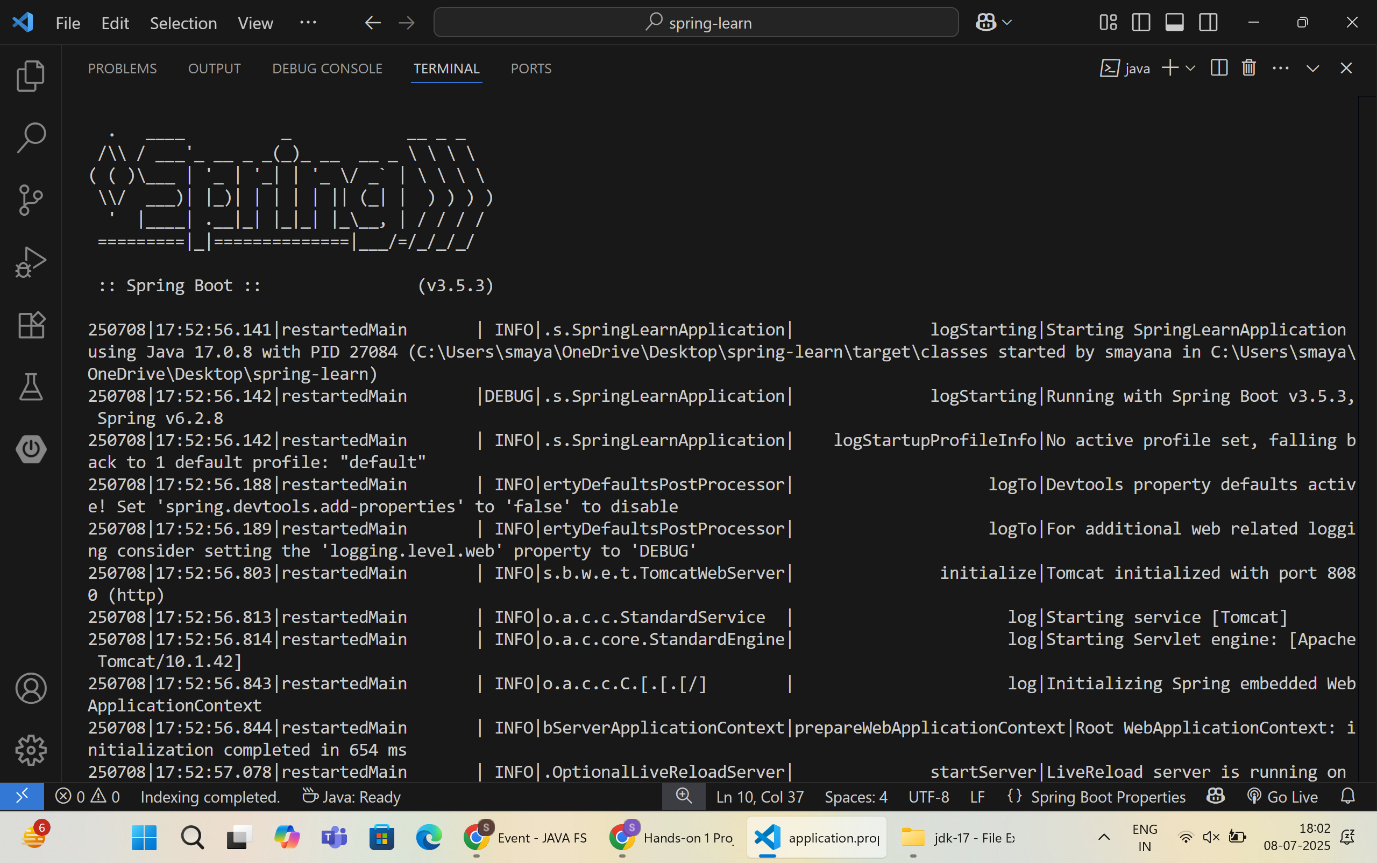 File Edit Selection View ... spring-learn
PROBLEMS OUTPUT DEBUG CONSOLE TERMINAL PORTS java
  .   ____          _            __ _ _
 /\\ / ___'_ __ _ _(_)_ __  __ _ \ \ \ \
( ( )\___ | '_ | '_| | '_ \/ _` | \ \ \ \
 \\/  ___)| |_)| | | | | || (_| |  ) ) ) )
  '  |____| .__|_| |_|_| |_\__, | / / / /
 =========|_|==============|___/=/_/_/_/
 :: Spring Boot ::                (v3.5.3)
250708|17:52:56.141|restartedMain        | INFO|.s.SpringLearnApplication|              logStarting|Starting SpringLearnApplication
using Java 17.0.8 with PID 27084 (C:\Users\smaya\OneDrive\Desktop\spring-learn\target\classes started by smayana in C:\Users\smaya\
OneDrive\Desktop\spring-learn)
250708|17:52:56.142|restartedMain        |DEBUG|.s.SpringLearnApplication|              logStarting|Running with Spring Boot v3.5.3,
 Spring v6.2.8
250708|17:52:56.142|restartedMain        | INFO|.s.SpringLearnApplication|    logStartupProfileInfo|No active profile set, falling b
ack to 1 default profile: "default"
250708|17:52:56.188|restartedMain        | INFO|ertyDefaultsPostProcessor|                    logTo|Devtools property defaults activ
e! Set 'spring.devtools.add-properties' to 'false' to disable
250708|17:52:56.189|restartedMain        | INFO|ertyDefaultsPostProcessor|                    logTo|For additional web related loggi
ng consider setting the 'logging.level.web' property to 'DEBUG'
250708|17:52:56.803|restartedMain        | INFO|s.b.w.e.t.TomcatWebServer|               initialize|Tomcat initialized with port 808
0 (http)
250708|17:52:56.813|restartedMain        | INFO|o.a.c.c.StandardService  |                      log|Starting service [Tomcat]
250708|17:52:56.814|restartedMain        | INFO|o.a.c.core.StandardEngine|                      log|Starting Servlet engine: [Apache
 Tomcat/10.1.42]
250708|17:52:56.843|restartedMain        | INFO|o.a.c.c.C.[.[.[/]        |                      log|Initializing Spring embedded Web
ApplicationContext
250708|17:52:56.844|restartedMain        | INFO|bServerApplicationContext|prepareWebApplicationContext|Root WebApplicationContext: i
nitialization completed in 654 ms
250708|17:52:57.078|restartedMain        | INFO|.OptionalLiveReloadServer|              startServer|LiveReload server is running on
0 0 Indexing completed. Java: Ready Ln 10, Col 37 Spaces: 4 UTF-8 LF {} Spring Boot Properties Go Live
6 S Event - JAVA FS S Hands-on 1 Pro application.pro jdk-17 - File Ex ENG 18:02
IN 08-07-2025